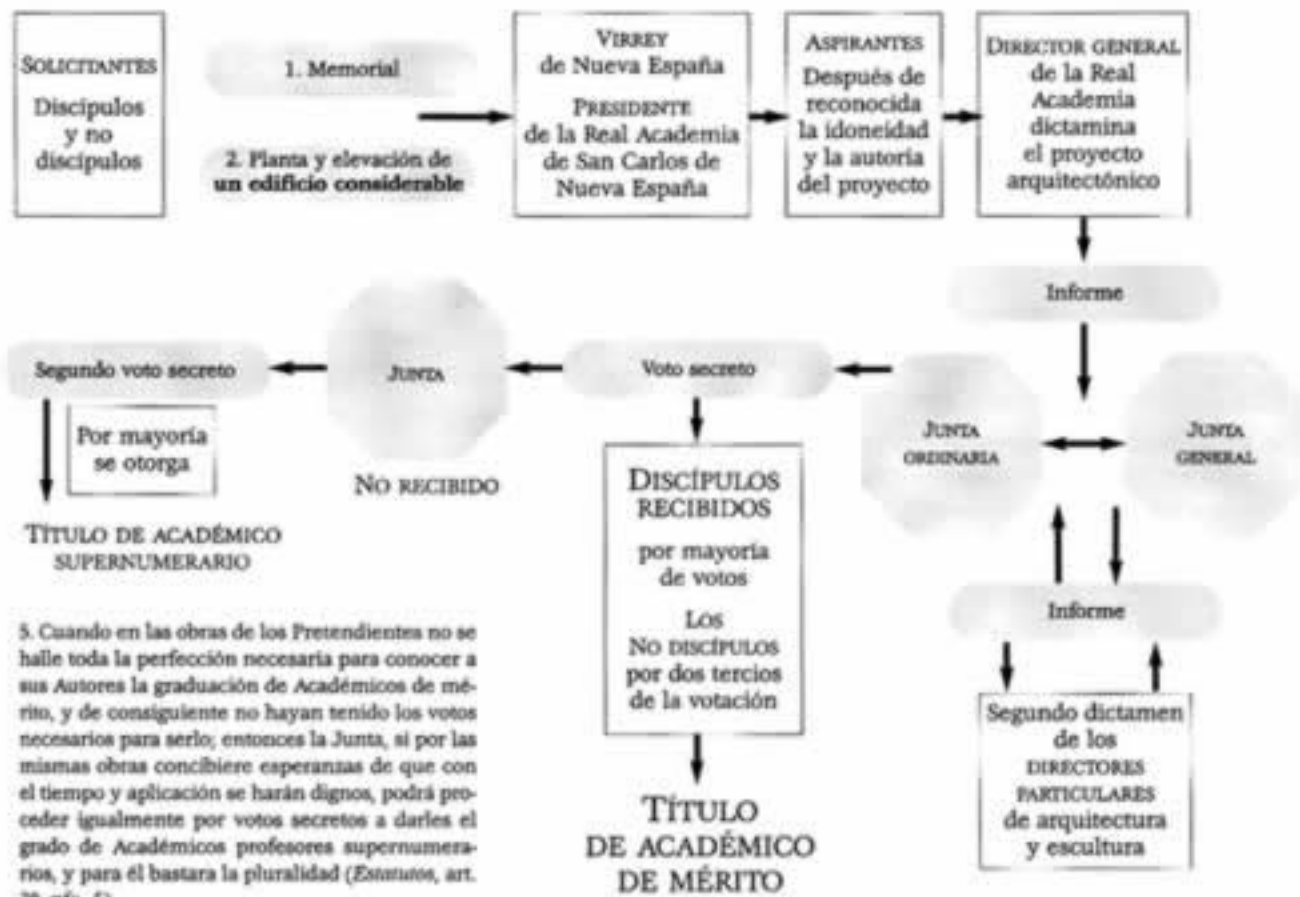 SOLICITANTES
Discípulos
y no
discípulos
1. Memorial
2. Planta y elevación de
un edificio considerable
VIRREY
de Nueva España
PRESIDENTE
de la Real Academia
de San Carlos de
Nueva España
ASPIRANTES
Después de
reconocida
la idoneidad
y la autoría
del proyecto
DIRECTOR GENERAL
de la Real
Academia
dictamina
el proyecto
arquitectónico
Informe
JUNTA
ORDINARIA
JUNTA
GENERAL
Informe
Segundo dictamen
de los
DIRECTORES
PARTICULARES
de arquitectura
y escultura
Voto secreto
DISCÍPULOS
RECIBIDOS
por mayoría
de votos
LOS
NO DISCÍPULOS
por dos tercios
de la votación
TÍTULO
DE ACADÉMICO
DE MÉRITO
JUNTA
NO RECIBIDO
Segundo voto secreto
Por mayoría
se otorga
TÍTULO DE ACADÉMICO
SUPERNUMERARIO
5. Cuando en las obras de los Pretendientes no se
halle toda la perfección necesaria para conocer a
sus Autores la graduación de Académicos de mé-
rito, y de consiguiente no hayan tenido los votos
necesarios para serlo; entonces la Junta, si por las
mismas obras concibiere esperanzas de que con
el tiempo y aplicación se harán dignos, podrá pro-
ceder igualmente por votos secretos a darles el
grado de Académicos profesores supernumera-
rios, y para él bastara la pluralidad (Estatutos, art.